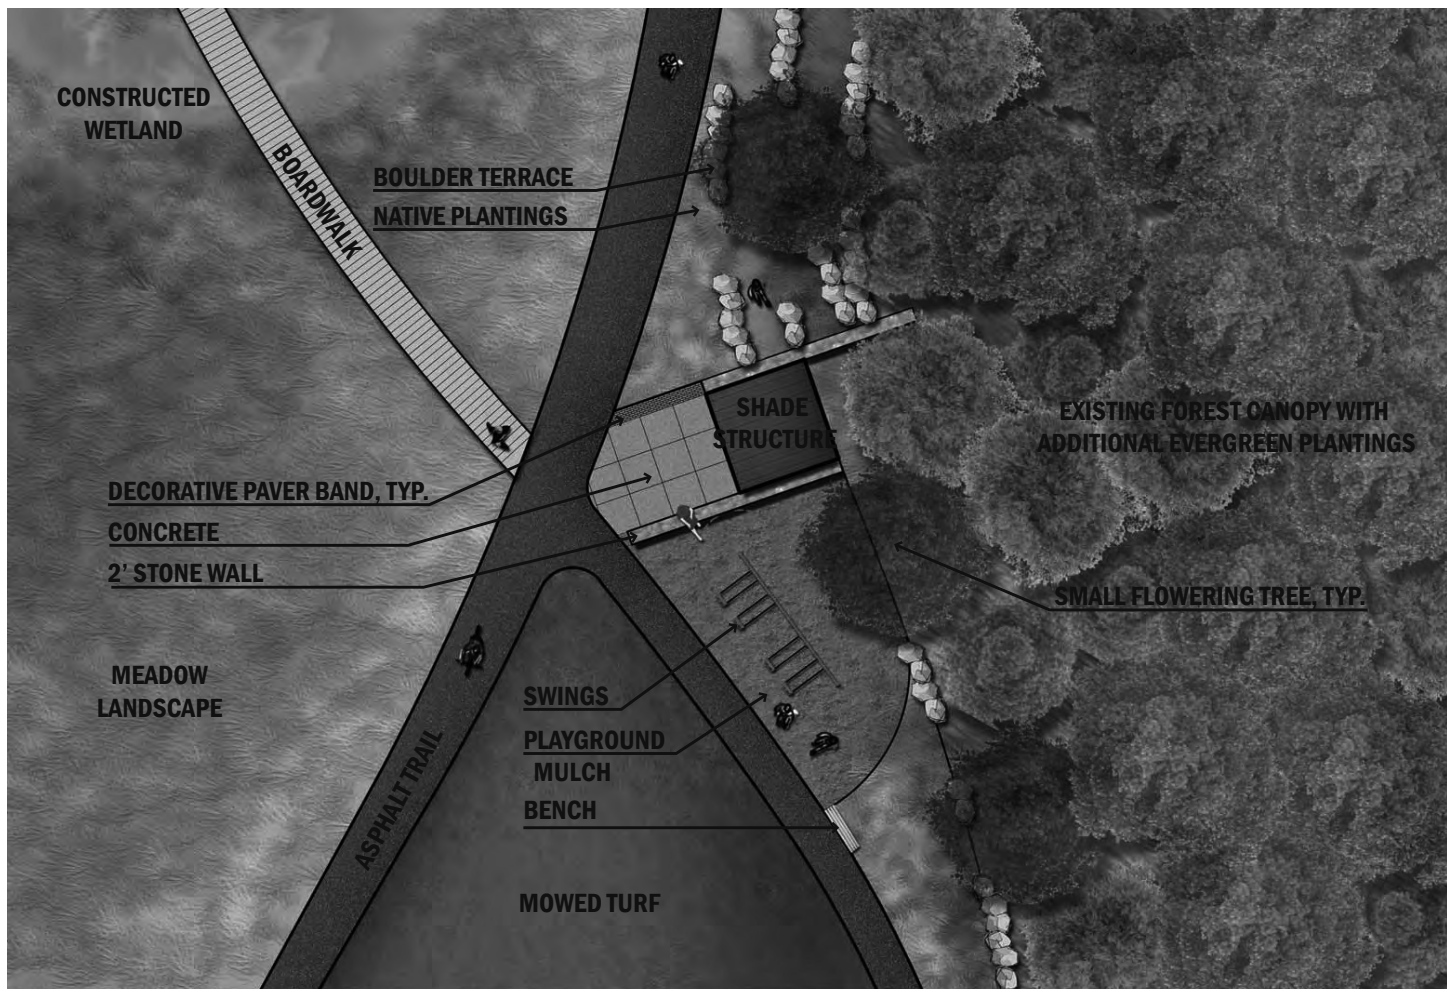 CONSTRUCTED
WETLAND
BOARDWALK
BOULDER TERRACE
NATIVE PLANTINGS
SHADE
STRUCTURE
EXISTING FOREST CANOPY WITH
ADDITIONAL EVERGREEN PLANTINGS
DECORATIVE PAVER BAND, TYP.
CONCRETE
2’ STONE WALL
SMALL FLOWERING TREE, TYP.
MEADOW
LANDSCAPE
SWINGS
PLAYGROUND
MULCH
BENCH
ASPHALT TRAIL
MOWED TURF